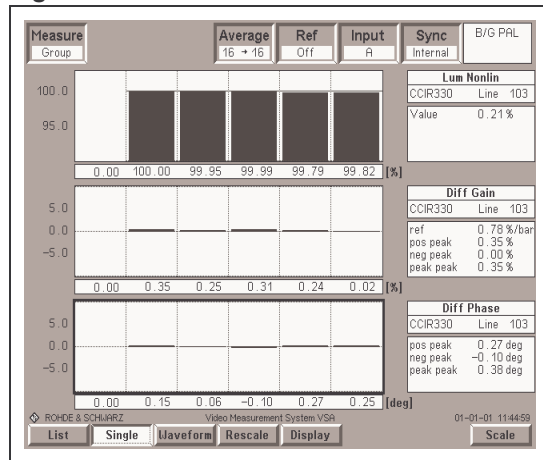 Measure Group
Average 16 → 16
Ref Off
Input A
Sync Internal
B/G PAL
100.0
95.0
0.00 100.00 99.95 99.99 99.79 99.82 [%]
Lum Nonlin
CCIR330 Line 103
Value 0.21 %
5.0
0.0
-5.0
0.00 0.35 0.25 0.31 0.24 0.02 [%]
Diff Gain
CCIR330 Line 103
ref 0.78 %/bar
pos peak 0.35 %
neg peak 0.00 %
peak peak 0.35 %
5.0
0.0
-5.0
0.00 0.15 0.06 -0.10 0.27 0.25 [deg]
Diff Phase
CCIR330 Line 103
pos peak 0.27 deg
neg peak -0.10 deg
peak peak 0.38 deg
ROHDE & SCHWARZ Video Measurement System VSA 01-01-01 11:44:59
List Single Waveform Rescale Display Scale